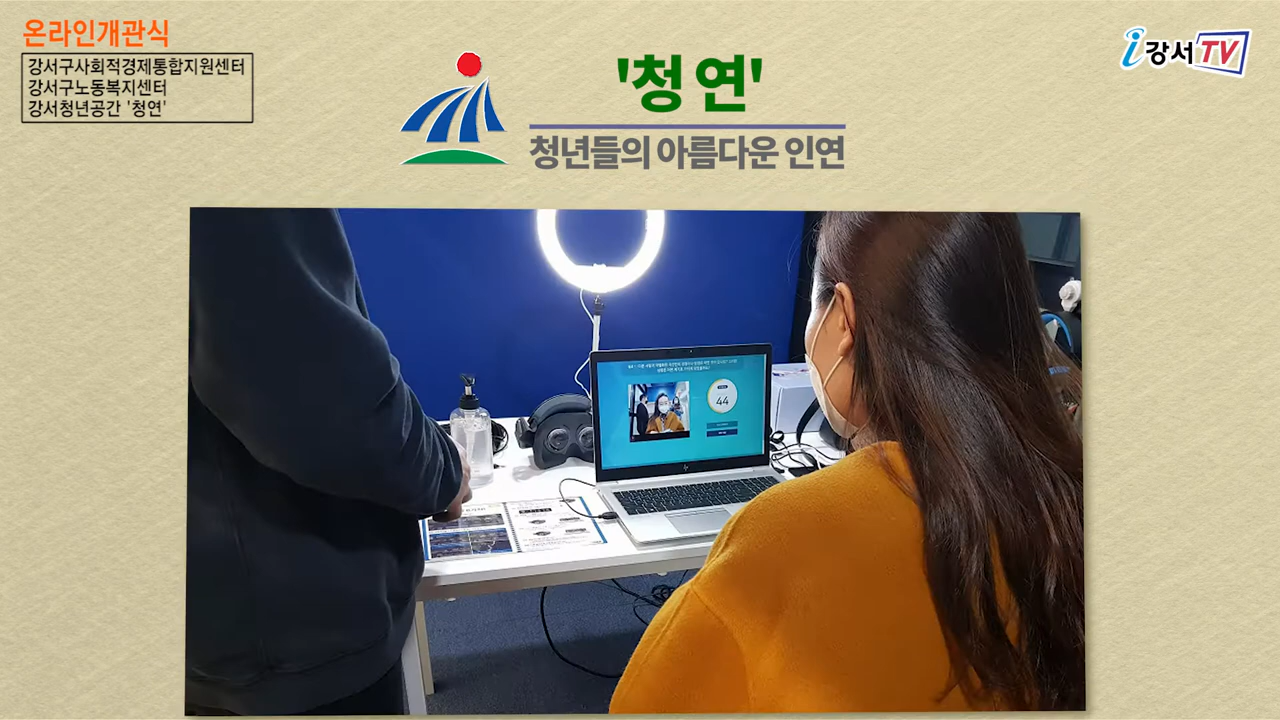 온라인개관식
강서구사회적경제통합지원센터
강서구노동복지센터
강서청년공간 '청연'
'청연'
청년들의 아름다운 인연
i강서TV
44
hp